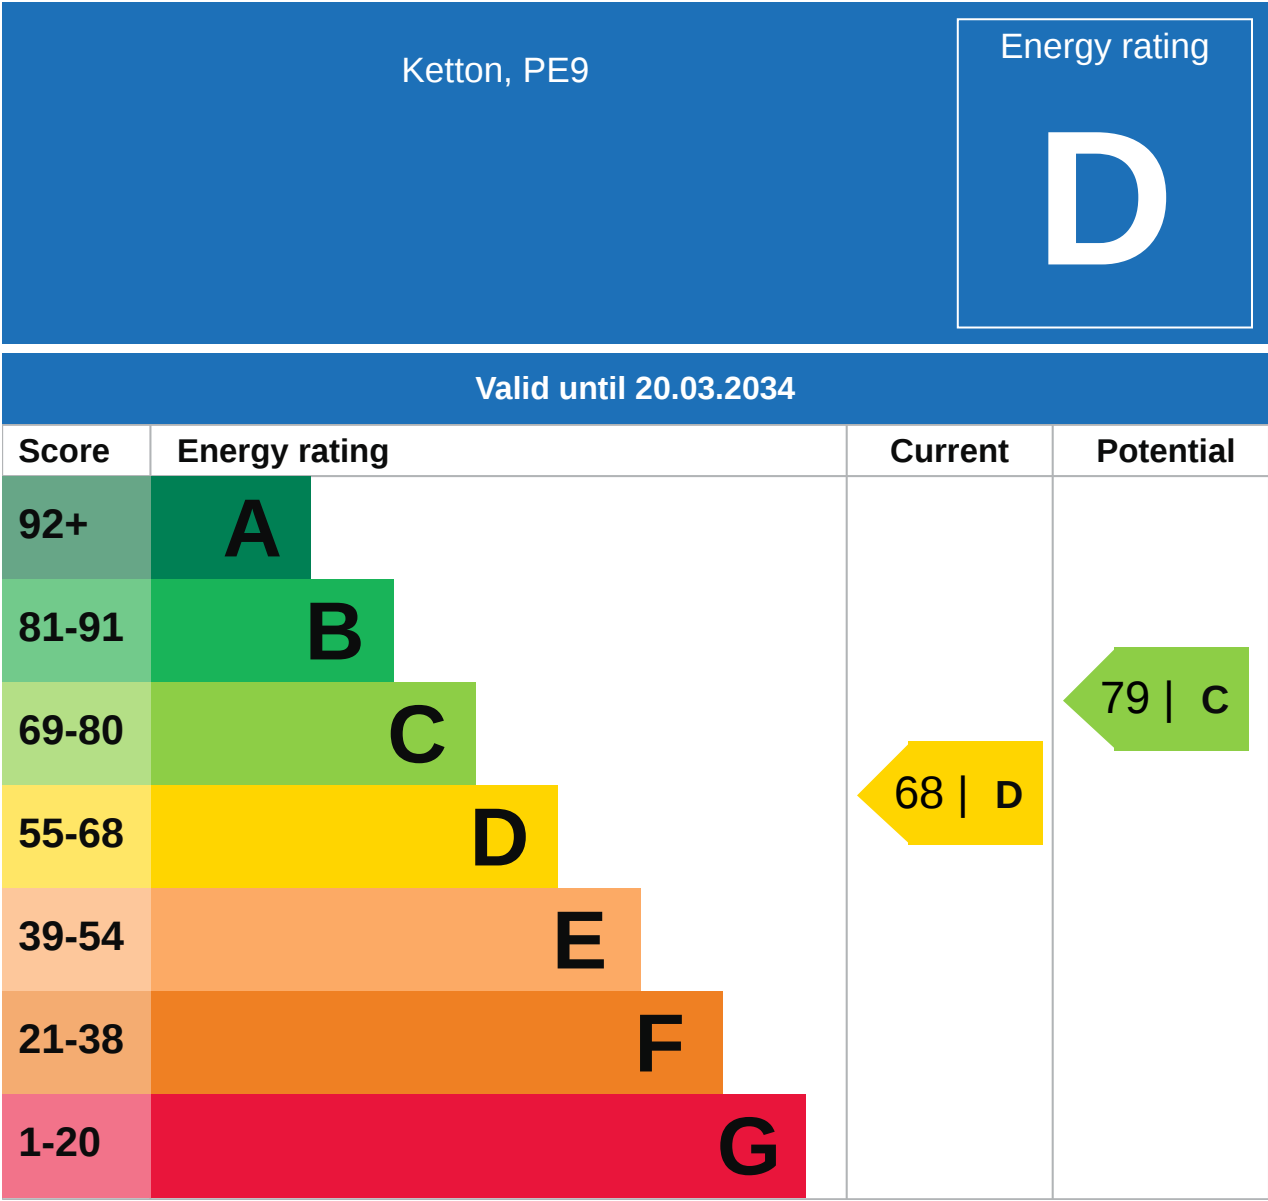 Ketton, PE9
Energy rating
D
Valid until 20.03.2034
Score Energy rating Current Potential
92+ A
81-91 B
79 | C
69-80 C
68 | D
55-68 D
39-54 E
21-38 F
1-20 G